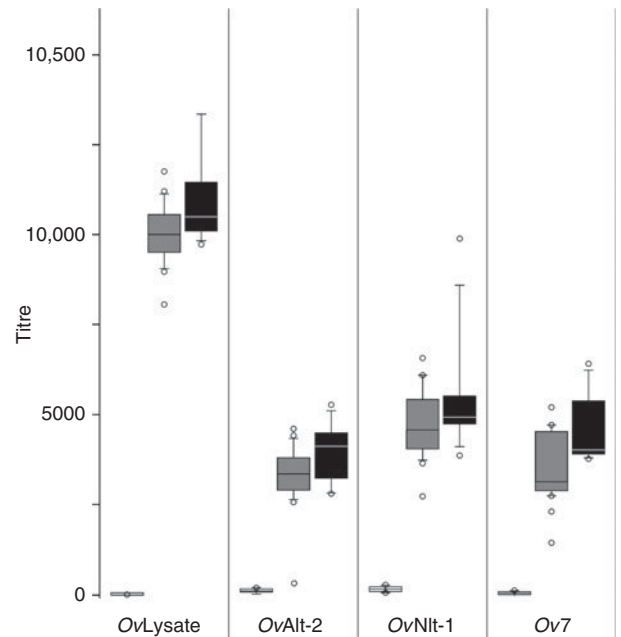 10,500
10,000
Titre
5000
0
OvLysate
OvAlt-2
OvNlt-1
Ov7